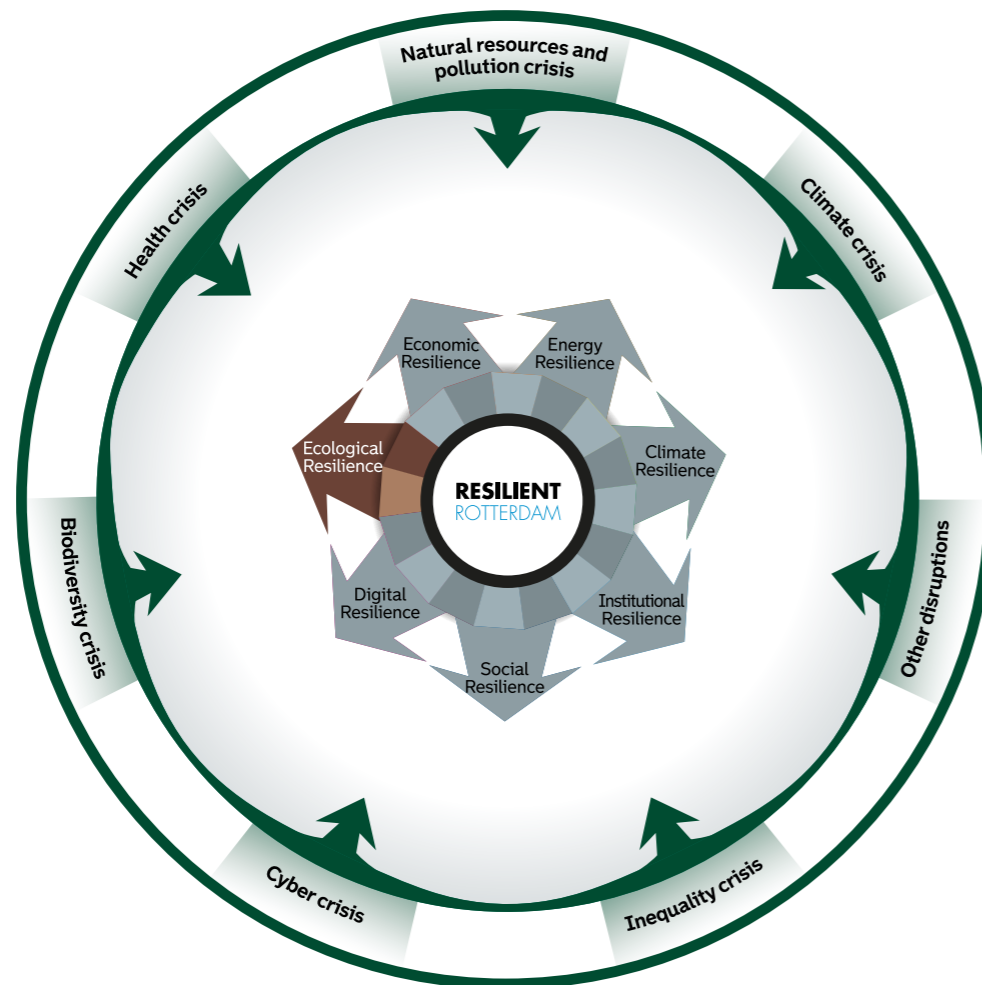 Natural resources and
pollution crisis
Health crisis
Climate crisis
Economic
Resilience
Energy
Resilience
Ecological
Resilience
Climate
Resilience
RESILIENT
ROTTERDAM
Biodiversity crisis
Other disruptions
Digital
Resilience
Institutional
Resilience
Social
Resilience
Cyber crisis
Inequality crisis